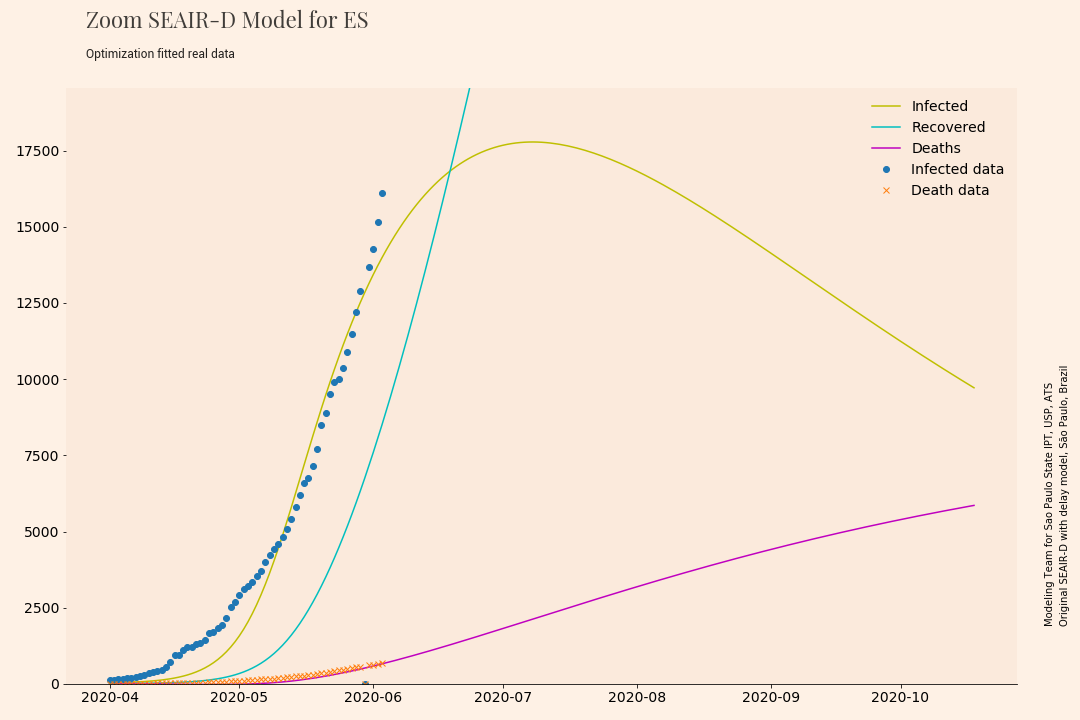 Zoom SEAIR-D Model for ES
Optimization fitted real data
Infected
Recovered
Deaths
Infected data
Death data
17500
15000
12500
10000
7500
5000
2500
0
2020-04
2020-05
2020-06
2020-07
2020-08
2020-09
2020-10
Modeling Team for Sao Paulo State IPT, USP, ATS
Original SEAIR-D with delay model, São Paulo, Brazil